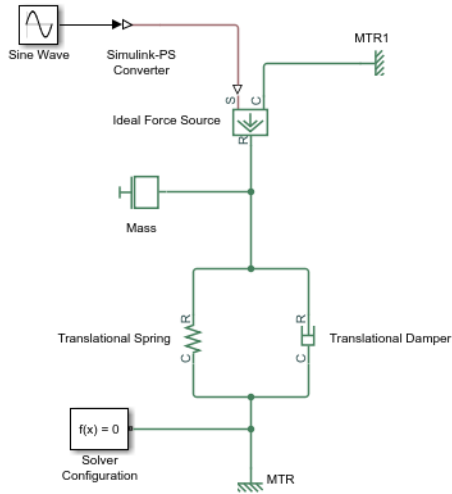 Sine Wave
Simulink-PS
Converter
MTR1
S
C
Ideal Force Source
R
Mass
R
R
Translational Spring
Translational Damper
C
C
f(x) = 0
Solver
Configuration
MTR